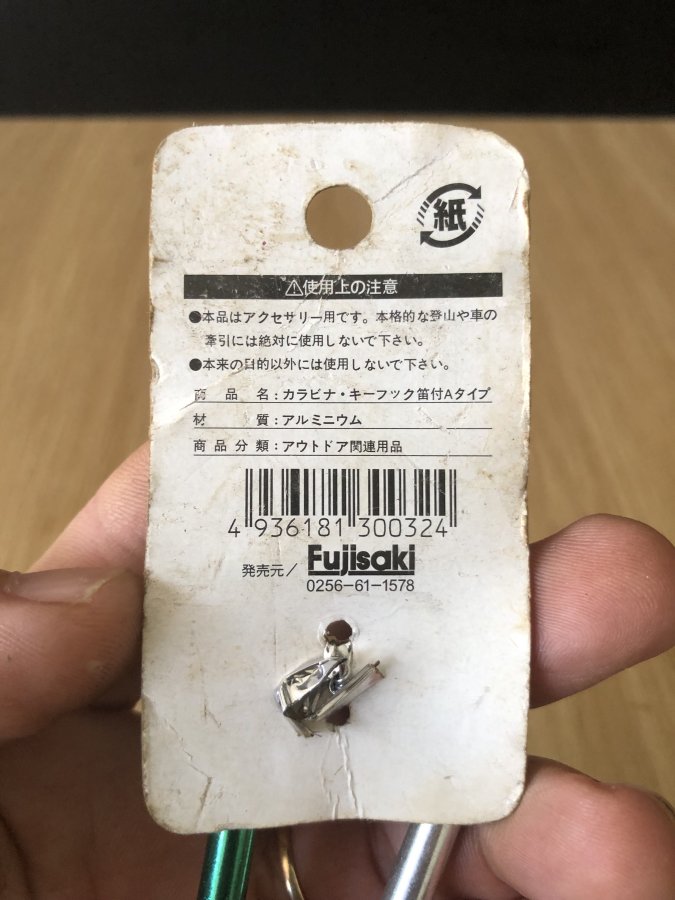 紙
⚠使用上の注意
●本品はアクセサリー用です。本格的な登山や車の
牽引には絶対に使用しないで下さい。
●本来の目的以外には使用しないで下さい。
商品名：カラビナ・キーフック笛付Aタイプ
材質：アルミニウム
商品分類：アウトドア関連用品
4 936181 300324
発売元／ Fujisaki
0256-61-1578